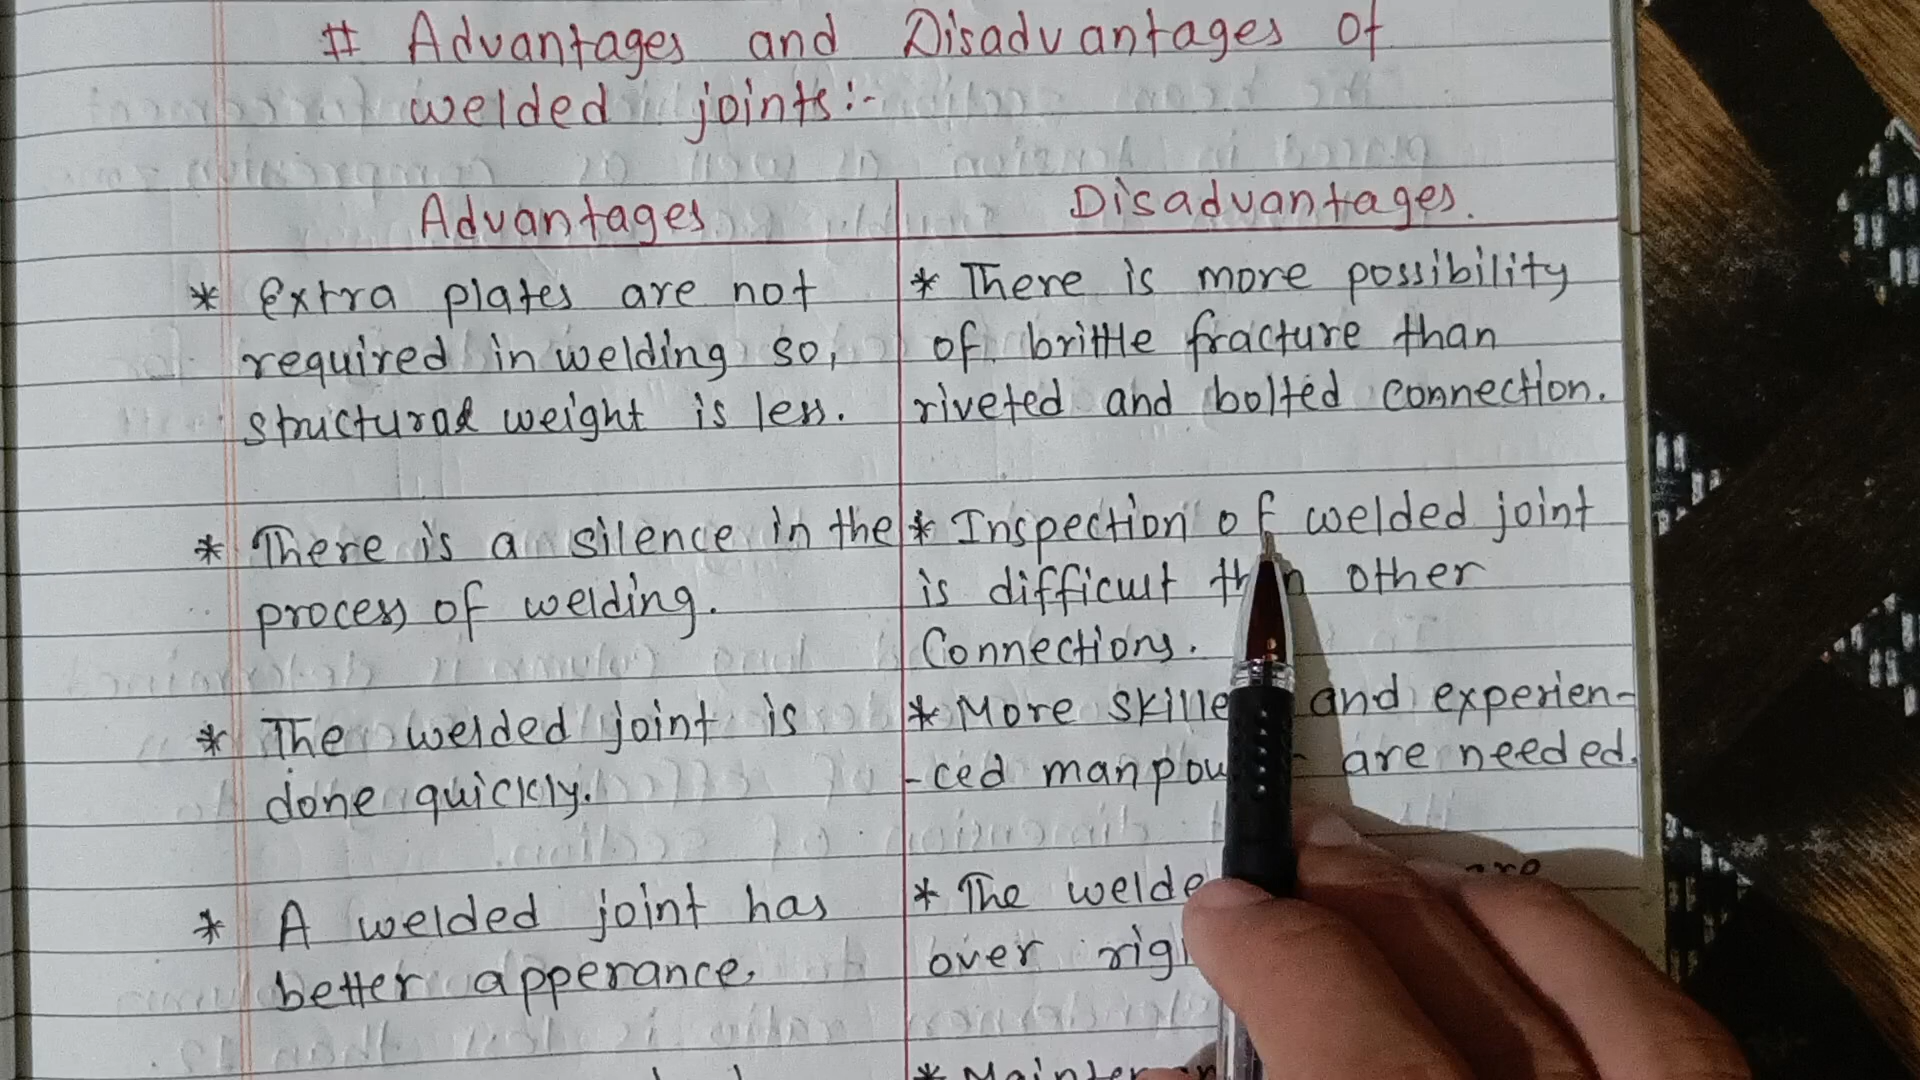 # Advantages and Disadvantages of
welded joints:-
Advantages
Extra plates are not
required in welding so,
structural weight is less.
* There is a silence in the
process of welding.
* The welded joint is
done quickly.
* A welded joint has
better apperance.
Disadvantages.
* There is more possibility
of brittle fracture than
riveted and bolted connection.
* Inspection of welded joint
is difficult other
Connections.
* More and experien-
-ced are needed.
* The
over